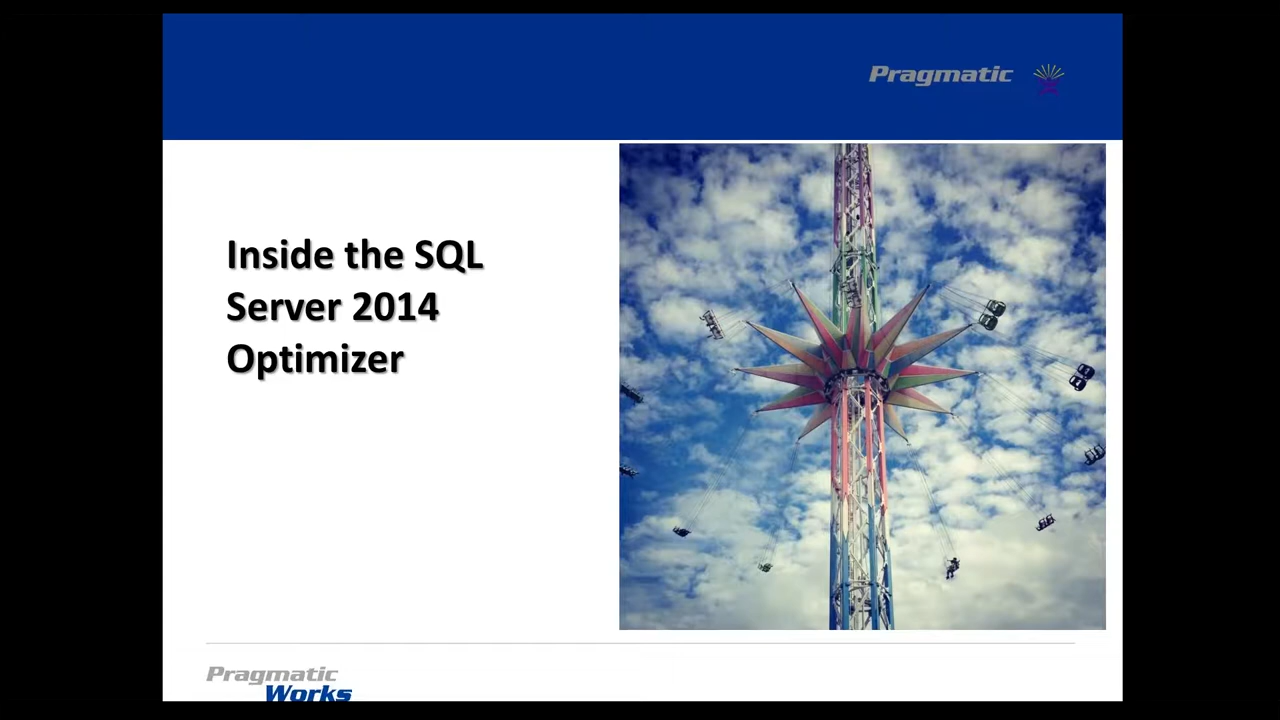 Pragmatic
Inside the SQL
Server 2014
Optimizer
Pragmatic
Works